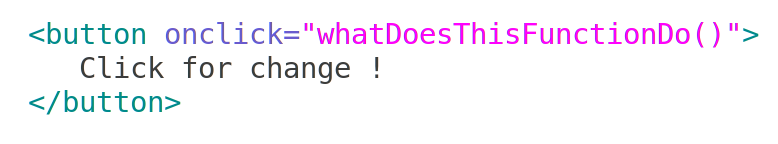 <button onclick="whatDoesThisFunctionDo()">
Click for change !
</button>